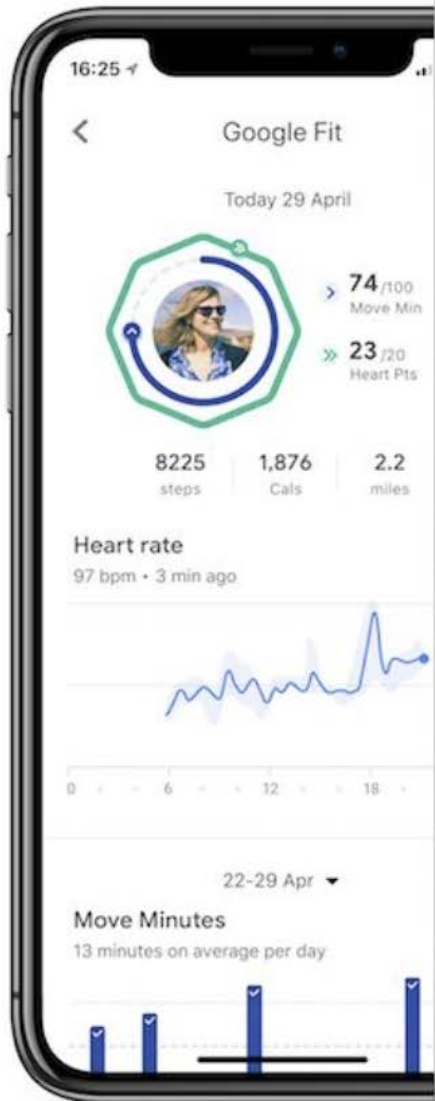 16:25
Google Fit
Today 29 April
74/100
Move Min
23/20
Heart Pts
8225 1,876 2.2
steps Cals miles
Heart rate
97 bpm • 3 min ago
0 6 12 18
22-29 Apr
Move Minutes
13 minutes on average per day